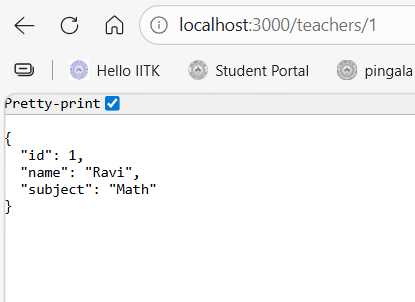 localhost:3000/teachers/1
Hello IITK Student Portal pingala
Pretty-print
{
  "id": 1,
  "name": "Ravi",
  "subject": "Math"
}